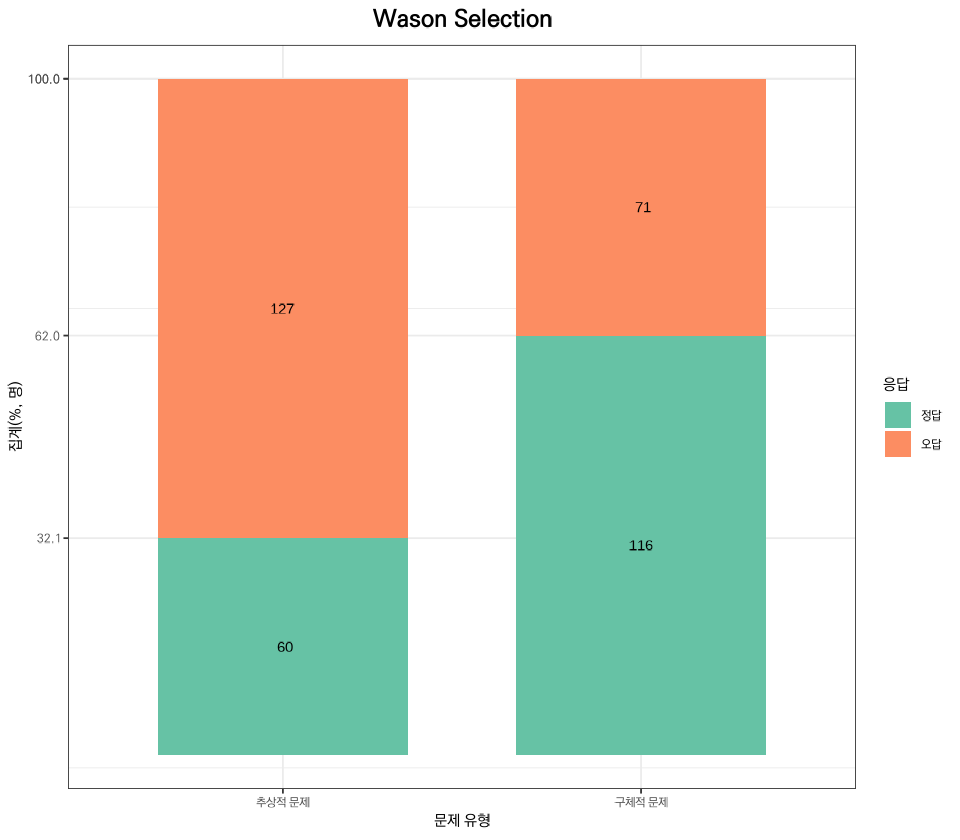 Wason Selection
100.0
62.0
32.1
집계(%, 명)
127
60
71
116
추상적 문제
구체적 문제
문제 유형
응답
정답
오답